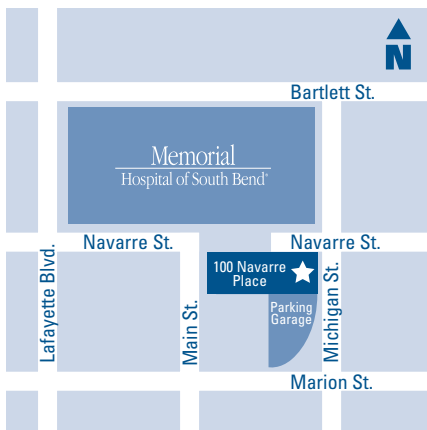 N
Bartlett St.
Memorial
Hospital of South Bend®
Navarre St.
Navarre St.
100 Navarre
Place
Parking
Garage
Lafayette Blvd.
Main St.
Michigan St.
Marion St.